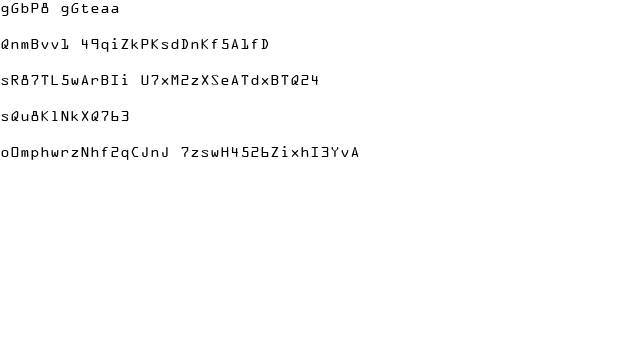 gGbP8 gGteaa
QnmBvv1 49qiZkPKsdDnKf5A1fD
sR87TL5wArBIi U7xM2zXSeATdxBTQ24
sQu8K1NkXQ763
oOmphwrzNhf2qCJnJ 7zswH4526ZixhI3YvA